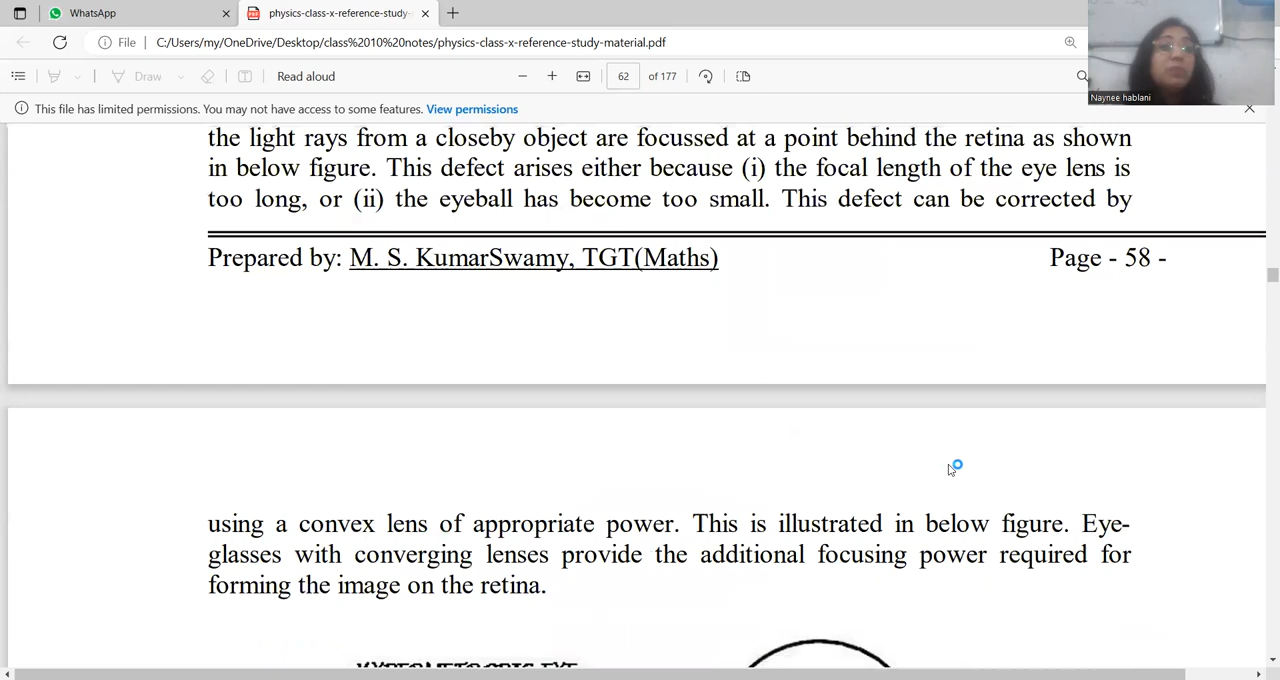 WhatsApp
physics-class-x-reference-study-
File
C:/Users/my/OneDrive/Desktop/class%2010%20notes/physics-class-x-reference-study-material.pdf
Draw
Read aloud
62 of 177
Naynee hablani
This file has limited permissions. You may not have access to some features. View permissions
the light rays from a closeby object are focussed at a point behind the retina as shown
in below figure. This defect arises either because (i) the focal length of the eye lens is
too long, or (ii) the eyeball has become too small. This defect can be corrected by
Prepared by: M. S. KumarSwamy, TGT(Maths) Page - 58 -
using a convex lens of appropriate power. This is illustrated in below figure. Eye-
glasses with converging lenses provide the additional focusing power required for
forming the image on the retina.